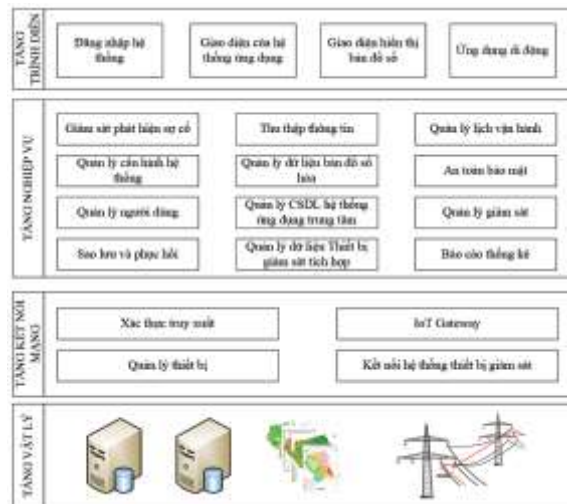 TẦNG
TRÌNH DIỄN
Đăng nhập hệ
thống
Giao diện của hệ
thống ứng dụng
Giao diện hiển thị
bản đồ số
Ứng dụng di động
TẦNG NGHIỆP VỤ
Giám sát phát hiện sự cố
Thu thập thông tin
Quản lý lịch vận hành
Quản lý cấu hình hệ
thống
Quản lý dữ liệu bản đồ số
hóa
An toàn bảo mật
Quản lý người dùng
Quản lý CSDL hệ thống
ứng dụng trung tâm
Quản lý giám sát
Sao lưu và phục hồi
Quản lý dữ liệu Thiết bị
giám sát tích hợp
Báo cáo thống kê
TẦNG KẾT NỐI
MẠNG
Xác thực truy xuất
IoT Gateway
Quản lý thiết bị
Kết nối hệ thống thiết bị giám sát
TẦNG VẬT LÝ